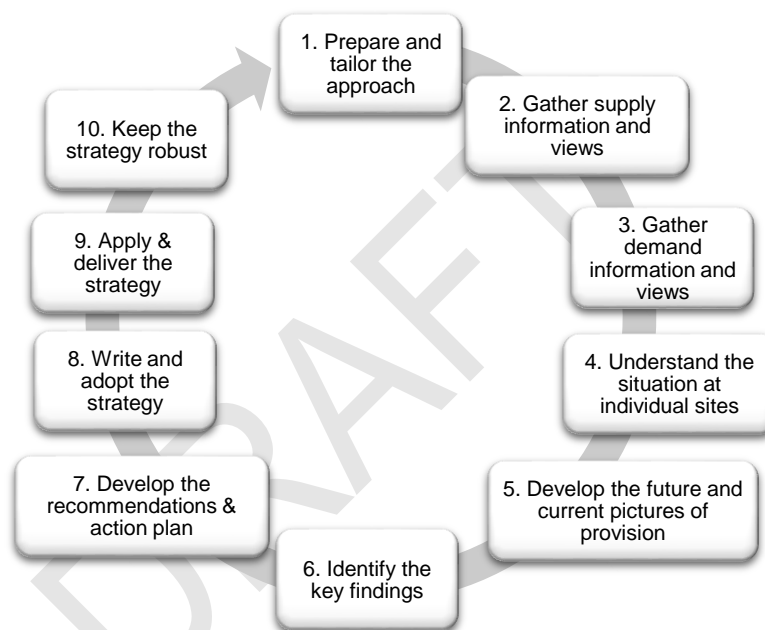 1. Prepare and
tailor the
approach
2. Gather supply
information and
views
3. Gather
demand
information and
views
4. Understand the
situation at
individual sites
5. Develop the future and
current pictures of
provision
6. Identify the
key findings
7. Develop the
recommendations &
action plan
8. Write and
adopt the
strategy
9. Apply &
deliver the
strategy
10. Keep the
strategy robust
DRAFT